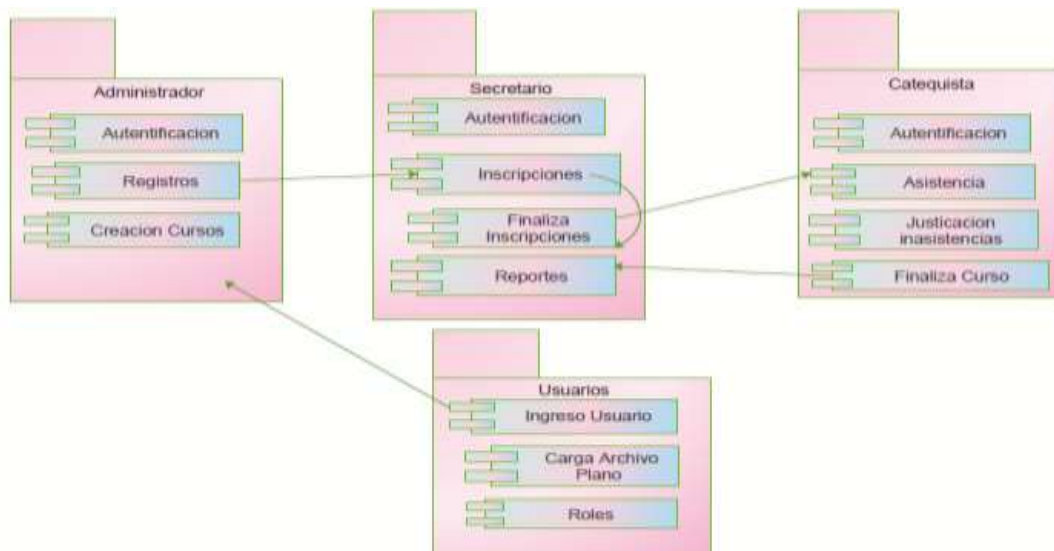 Administrador
Autentificacion
Registros
Creacion Cursos
Secretario
Autentificacion
Inscripciones
Finaliza
Inscripciones
Reportes
Catequista
Autentificacion
Asistencia
Justicacion
inasistencias
Finaliza Curso
Usuarios
Ingreso Usuario
Carga Archivo
Plano
Roles